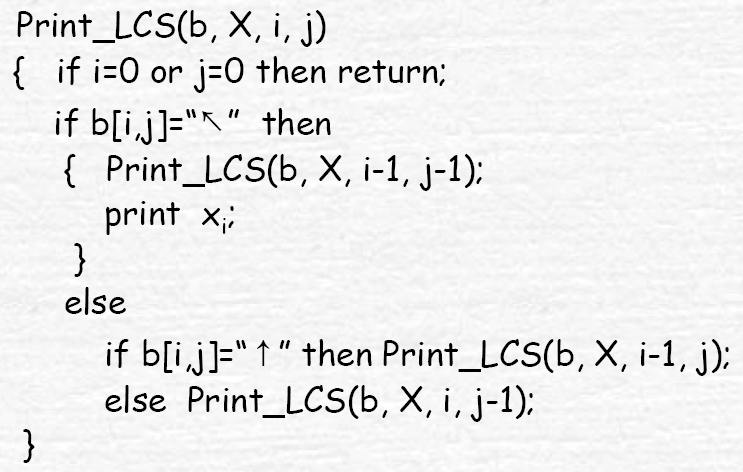 Print_LCS(b, X, i, j)
{ if i=0 or j=0 then return;
if b[i,j]=“↖” then
{ Print_LCS(b, X, i-1, j-1);
print xᵢ;
}
else
if b[i,j]=“↑” then Print_LCS(b, X, i-1, j);
else Print_LCS(b, X, i, j-1);
}